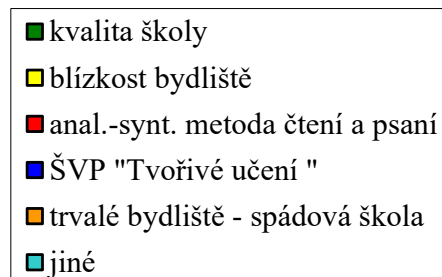 kvalita školy
blízkost bydliště
anal.-synt. metoda čtení a psaní
ŠVP "Tvořivé učení "
trvalé bydliště - spádová škola
jiné